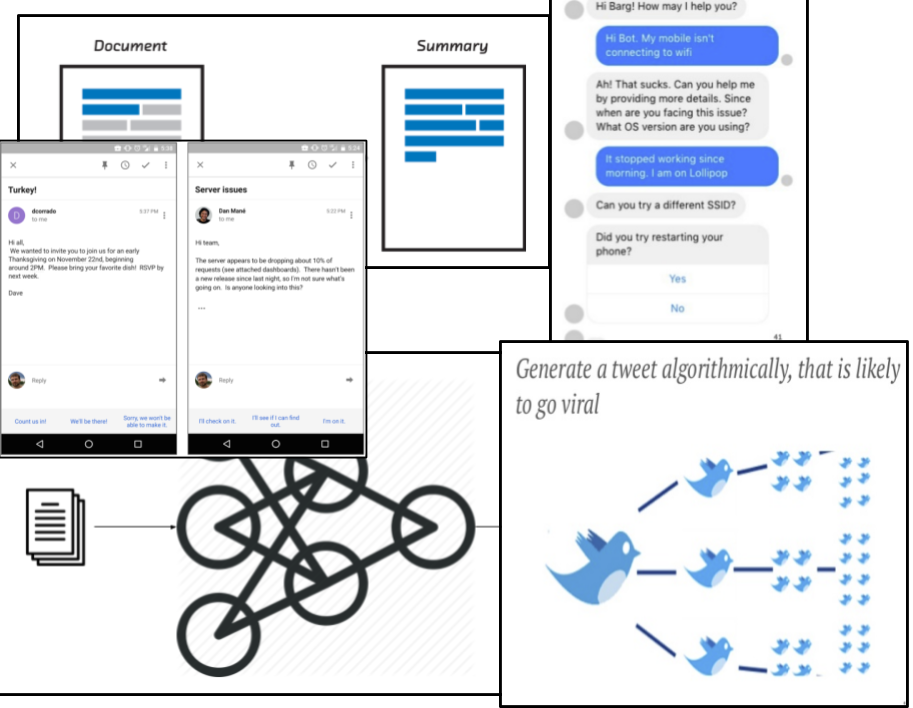 Document
Summary
Hi Barg! How may I help you?
Hi Bot. My mobile isn't
connecting to wifi
Ah! That sucks. Can you help me
by providing more details. Since
when are you facing this issue?
What OS version are you using?
It stopped working since
morning. I am on Lollipop
Can you try a different SSID?
Did you try restarting your
phone?
Yes
No
41
Turkey!
D
dcorrado
to me
5:37 PM
Hi all,
We wanted to invite you to join us for an early
Thanksgiving on November 22nd, beginning
around 2PM. Please bring your favorite dish! RSVP by
next week.
Dave
Reply
Count us in!
We'll be there!
Sorry, we won't be
able to make it.
Server issues
Dan Mané
to me
Hi team,
The server appears to be dropping about 10% of
requests (see attached dashboards). There hasn't been
a new release since last night, so I'm not sure what's
going on. Is anyone looking into this?
...
Reply
I'll check on it.
I'll see if I can find
out.
I'm on it.
Generate a tweet algorithmically, that is likely
to go viral